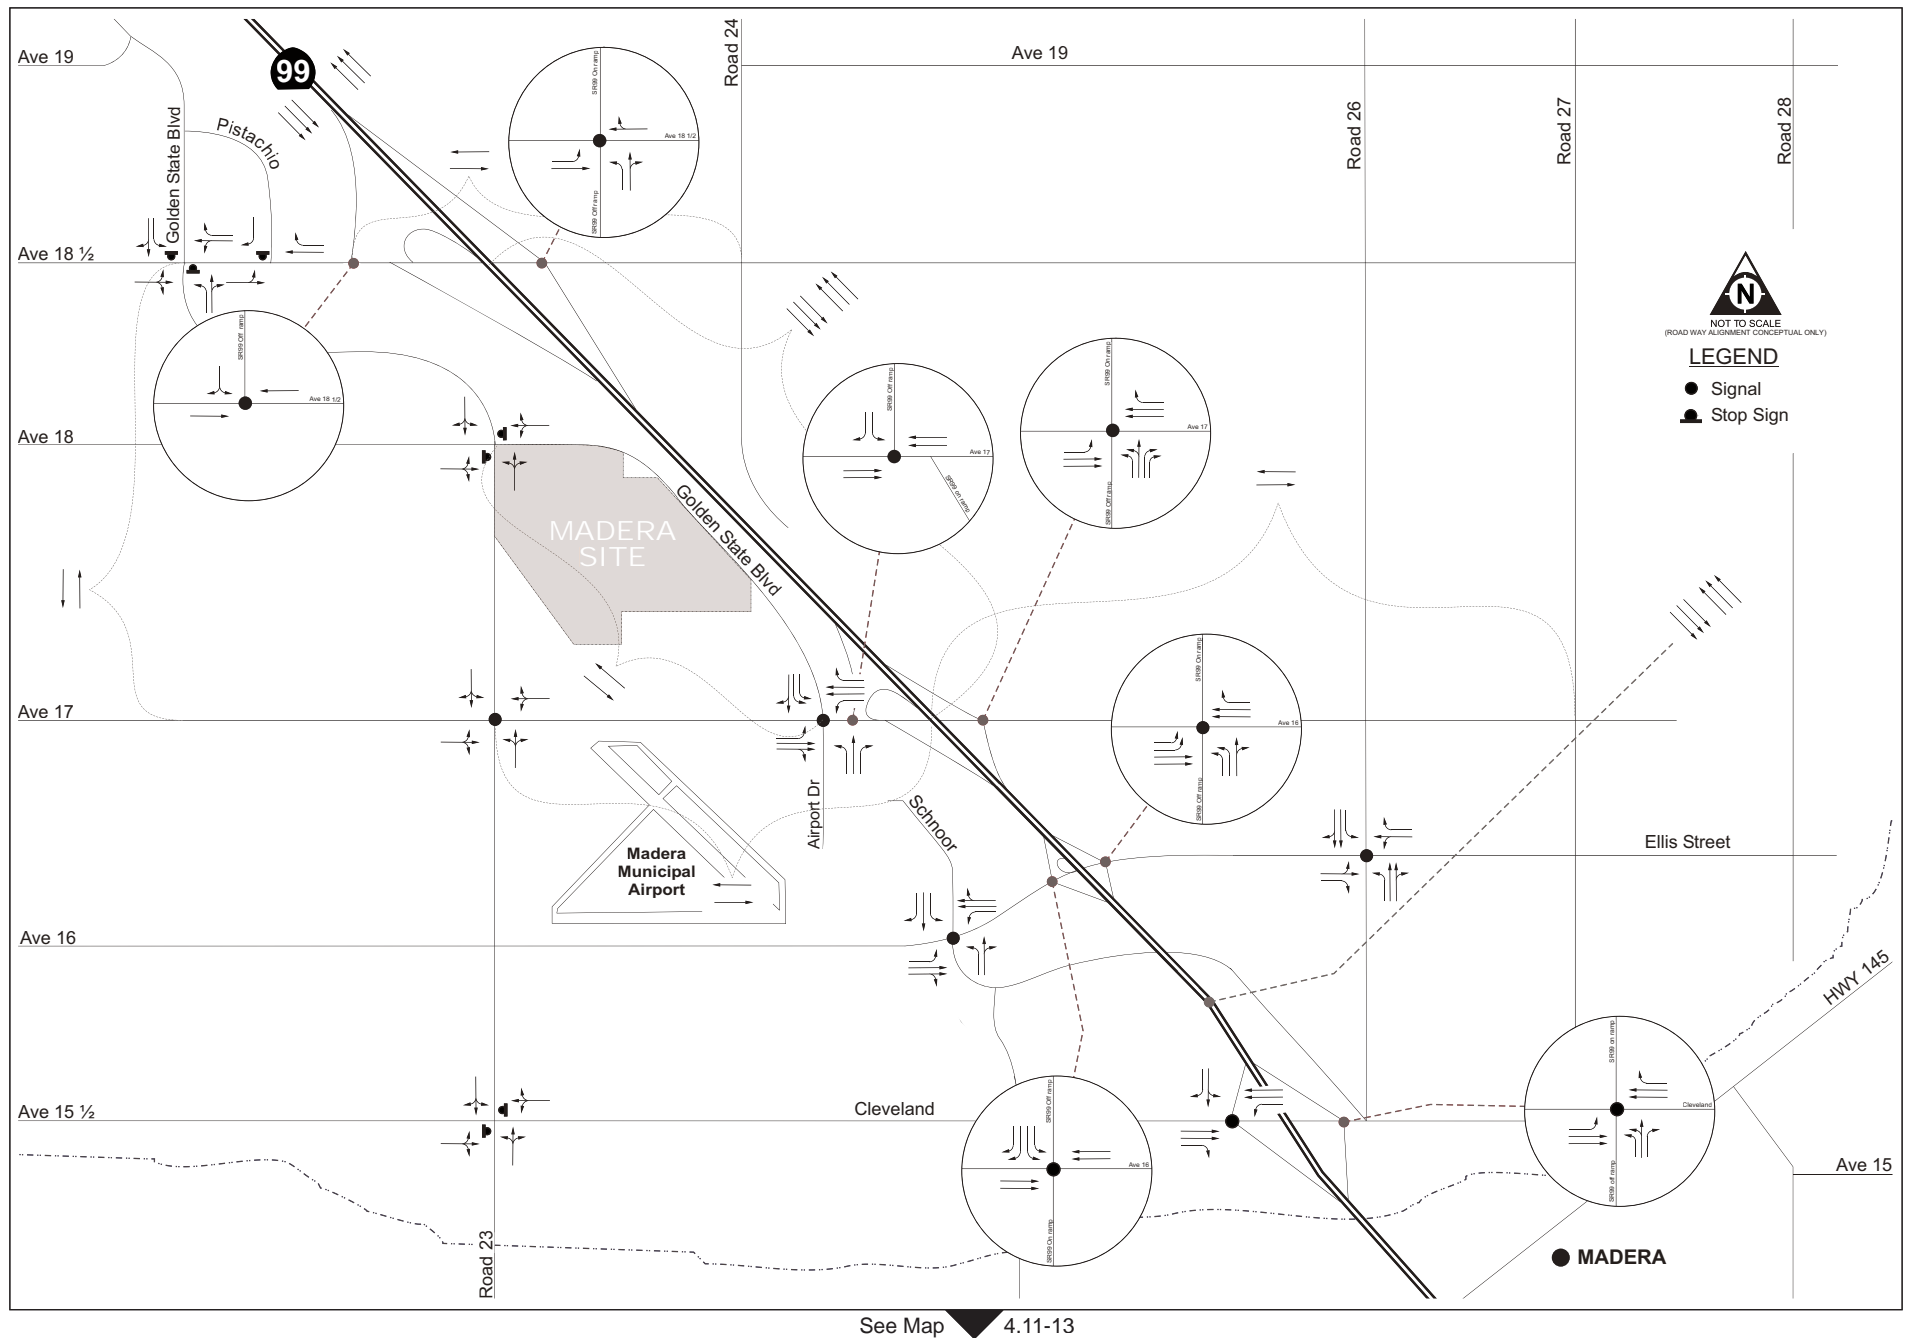 Ave 19
99
Road 24
Ave 19
Golden State Blvd
Pistachio
SR99 On ramp
Ave 18 1/2
SR99 Off ramp
Road 26
Road 27
Road 28
Ave 18 ½
N
NOT TO SCALE
(ROAD WAY ALIGNMENT CONCEPTUAL ONLY)
LEGEND
Signal
Stop Sign
SR99 Off ramp
Ave 18 1/2
SR99 Off ramp
Ave 17
SR99 on ramp
SR99 On ramp
Ave 17
SR99 Off ramp
Ave 18
MADERA
SITE
Golden State Blvd
SR99 On ramp
Ave 16
SR99 Off ramp
Ave 17
Airport Dr
Schnoor
Madera
Municipal
Airport
Ellis Street
Ave 16
HWY 145
SR99 on ramp
Cleveland
SR99 off ramp
Ave 15 ½
Cleveland
SR99 Off ramp
Ave 16
SR99 On ramp
Ave 15
Road 23
MADERA
See Map
4.11-13